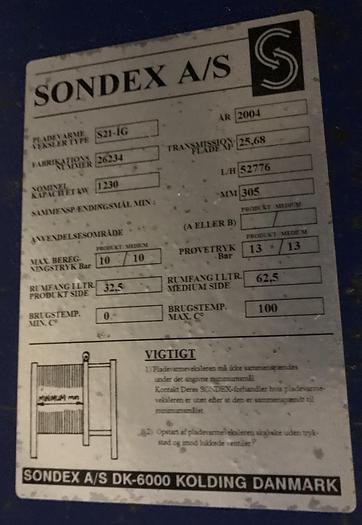 SONDEX A/S
PLADEVARME
VEKSLER TYPE S21-IG
ÅR 2004
FABRIKATIONS
NUMMER 26234
TRANSMISSION
FLADE M² 25,68
NOMINEL
KAPACITET kW 1230
L/H 52776
SAMMENSPÆNDINGSMÅL MIN :
MM 305
ANVENDELSESOMRÅDE
(A ELLER B)
PRODUKT / MEDIUM
/
MAX. BEREG-
NINGSTRYK Bar
PRODUKT / MEDIUM
10 / 10
PRØVETRYK
Bar
PRODUKT / MEDIUM
13 / 13
RUMFANG I LTR.
PRODUKT SIDE 32,5
RUMFANG I LTR.
MEDIUM SIDE 62,5
BRUGSTEMP.
MIN. C° 0
BRUGSTEMP.
MAX. C° 100
MINIMUM mm
VIGTIGT
1) Pladevarmeveksleren må ikke sammenspændes
under det angivne minimumsmål.
Kontakt Deres SONDEX-forhandler hvis pladevarme-
veksleren er utæt efter at den er sammenspændt til
minimumsmålet.
2) Opstart af pladevarmeveksleren skal ske uden tryk-
stød og mod lukkede ventiler.
SONDEX A/S DK-6000 KOLDING DANMARK